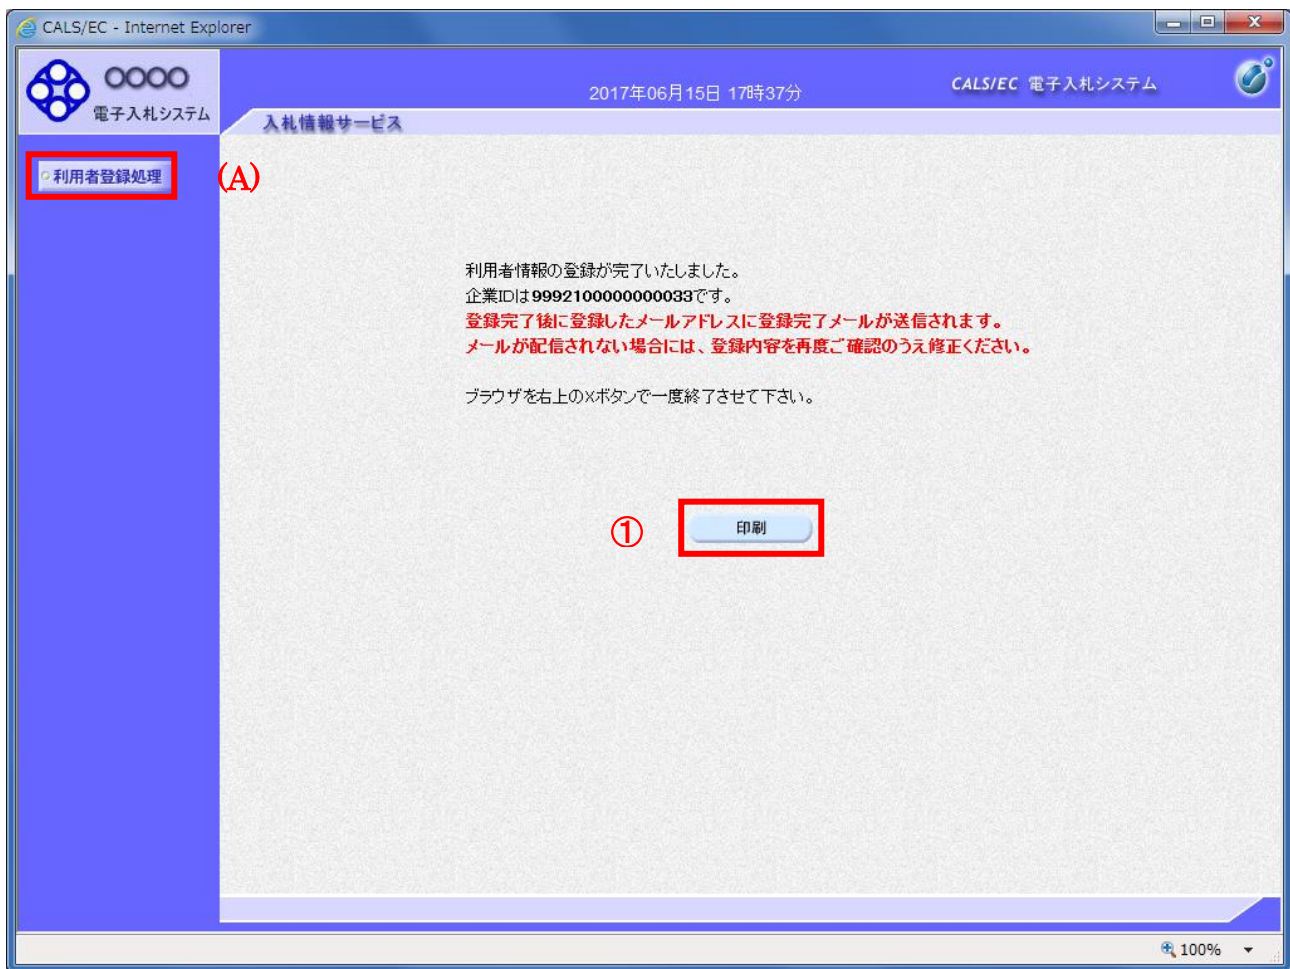 CALS/EC - Internet Explorer
○○○○
電子入札システム
2017年06月15日 17時37分
CALS/EC 電子入札システム
入札情報サービス
利用者登録処理
(A)
利用者情報の登録が完了いたしました。
企業IDは9992100000000033です。
登録完了後に登録したメールアドレスに登録完了メールが送信されます。
メールが配信されない場合には、登録内容を再度ご確認のうえ修正ください。
ブラウザを右上の×ボタンで一度終了させて下さい。
①
印刷
100%